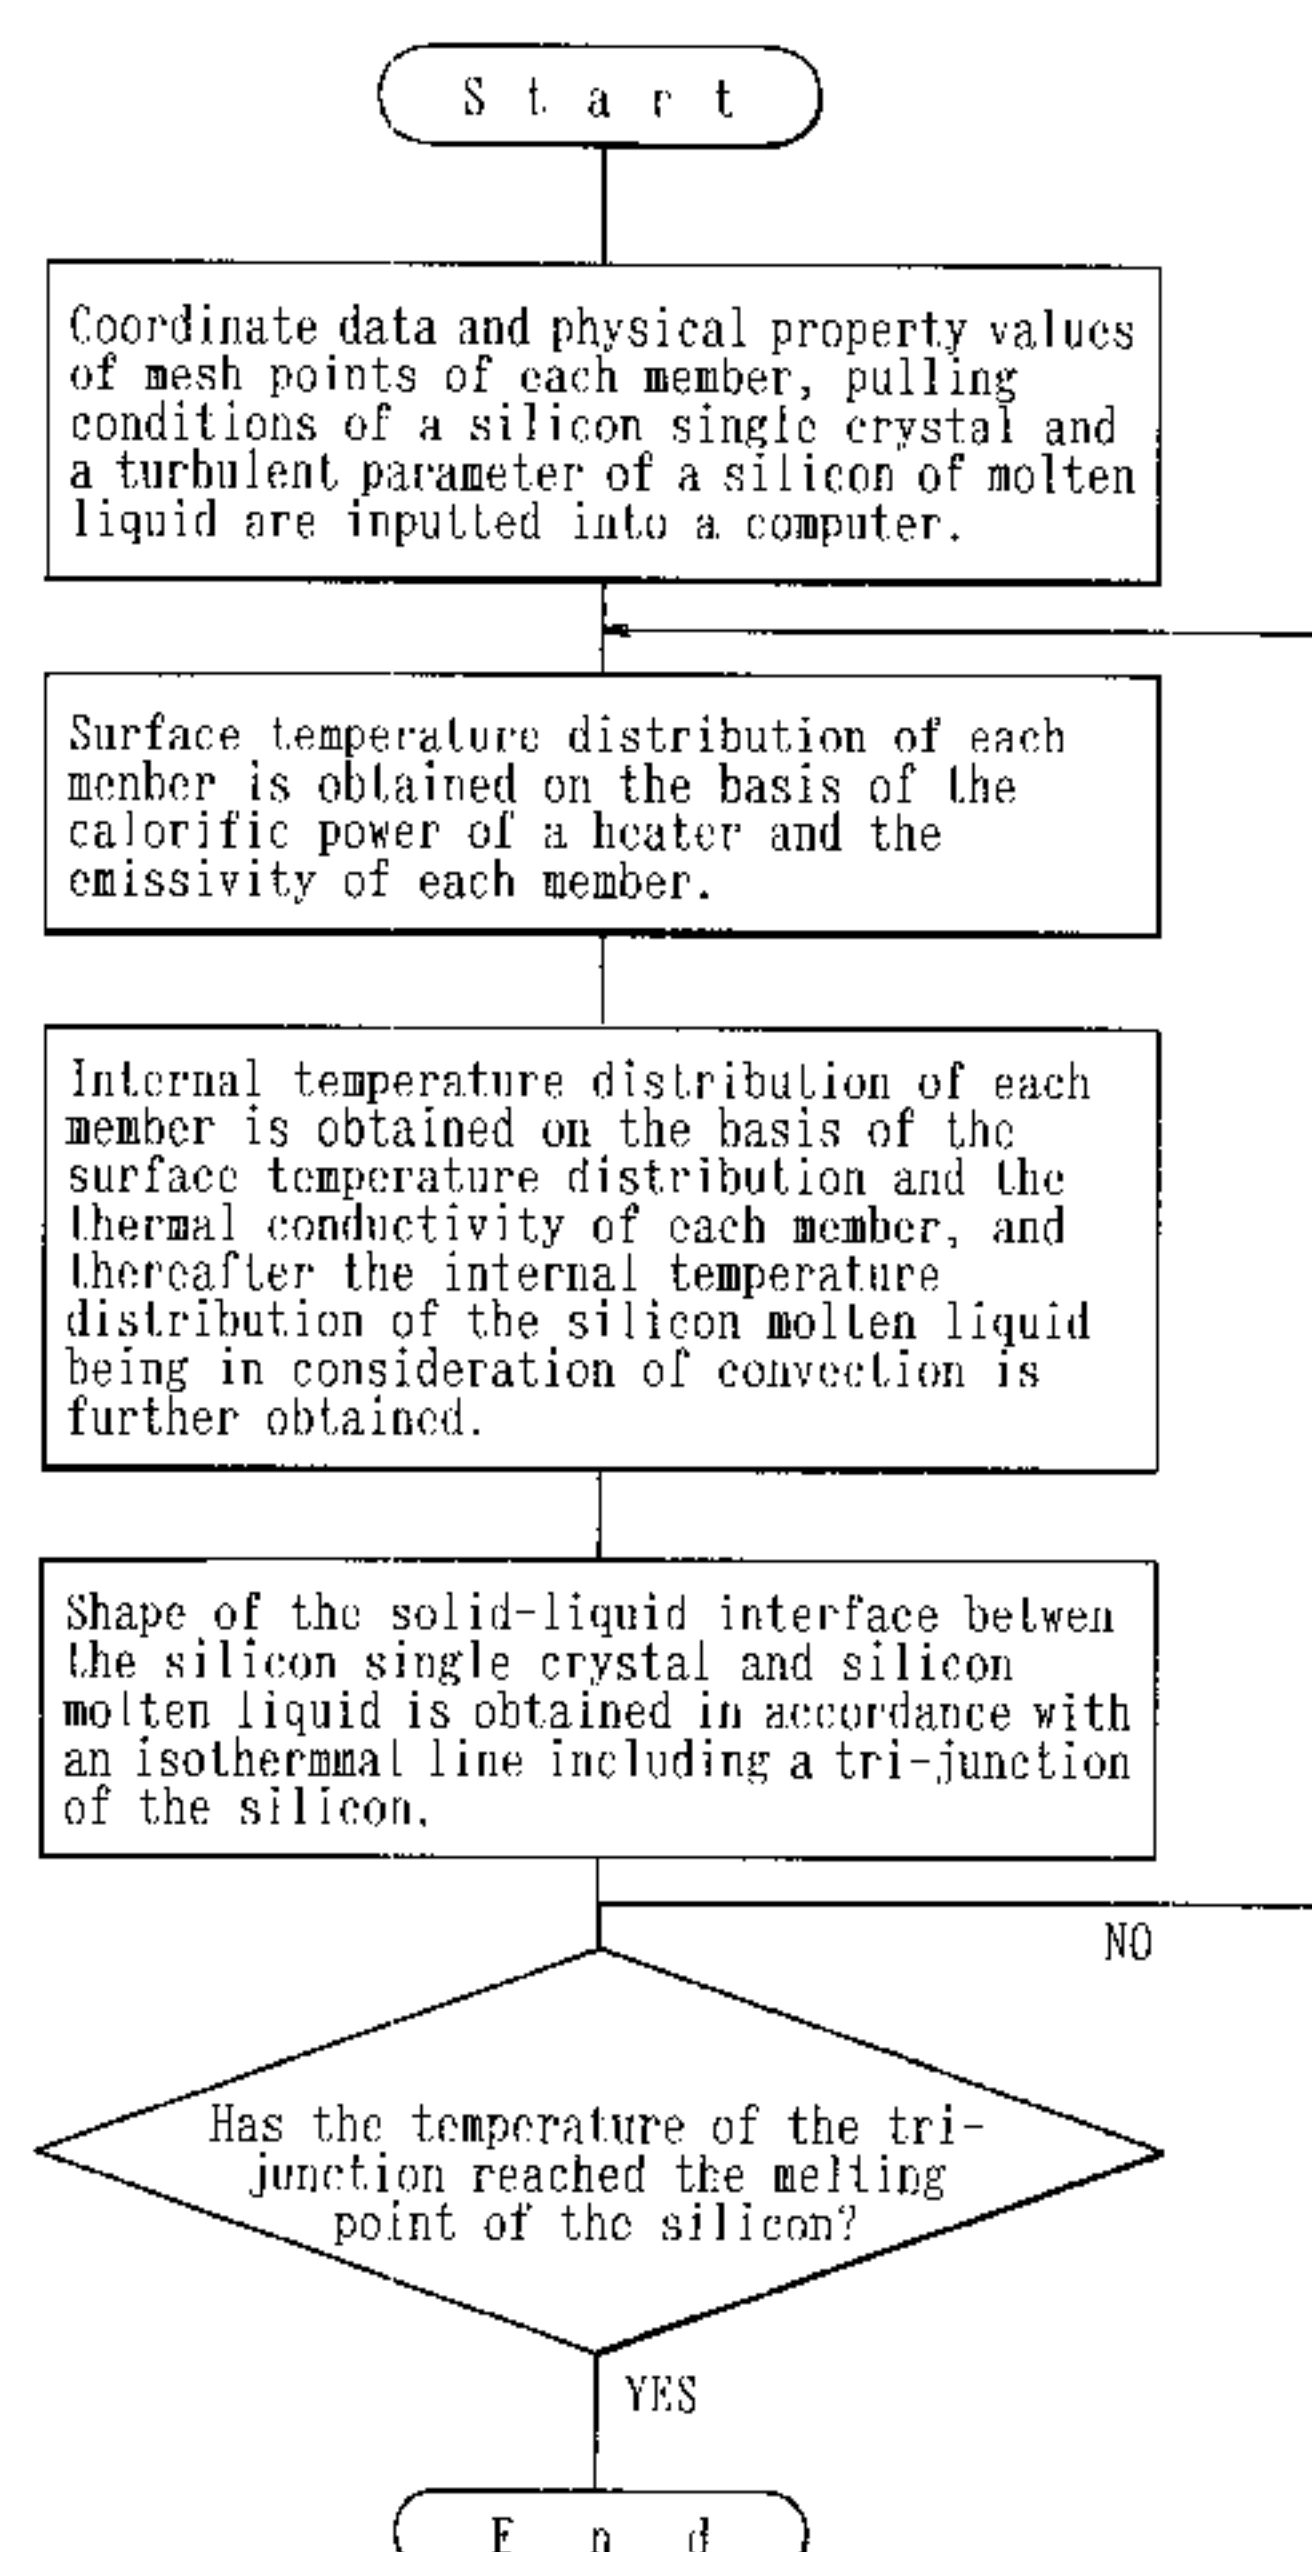 Start
Coordinate data and physical property values
of mesh points of each member, pulling
conditions of a silicon single crystal and
a turbulent parameter of a silicon of molten
liquid are inputted into a computer.
Surface temperature distribution of each
menber is obtained on the basis of the
calorific power of a heater and the
emissivity of each member.
Internal temperature distribution of each
member is obtained on the basis of the
surface temperature distribution and the
thermal conductivity of each member, and
thereafter the internal temperature
distribution of the silicon molten liquid
being in consideration of convection is
further obtained.
Shape of the solid-liquid interface betwen
the silicon single crystal and silicon
molten liquid is obtained in accordance with
an isothermmal line including a tri-junction
of the silicon.
NO
Has the temperature of the tri-
junction reached the melting
point of the silicon?
YES
End